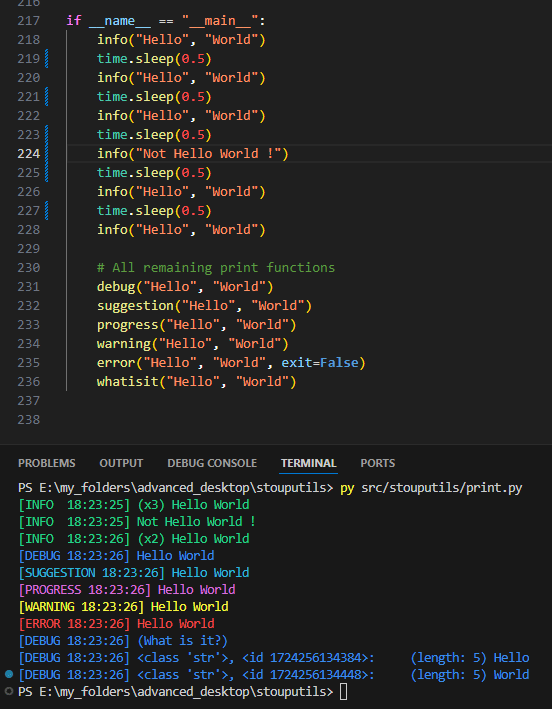 216
217 if __name__ == "__main__":
218 info("Hello", "World")
219 time.sleep(0.5)
220 info("Hello", "World")
221 time.sleep(0.5)
222 info("Hello", "World")
223 time.sleep(0.5)
224 info("Not Hello World !")
225 time.sleep(0.5)
226 info("Hello", "World")
227 time.sleep(0.5)
228 info("Hello", "World")
229
230 # All remaining print functions
231 debug("Hello", "World")
232 suggestion("Hello", "World")
233 progress("Hello", "World")
234 warning("Hello", "World")
235 error("Hello", "World", exit=False)
236 whatisit("Hello", "World")
237
238
PROBLEMS OUTPUT DEBUG CONSOLE TERMINAL PORTS
PS E:\my_folders\advanced_desktop\stouputils> py src/stouputils/print.py
[INFO  18:23:25] (x3) Hello World
[INFO  18:23:25] Not Hello World !
[INFO  18:23:26] (x2) Hello World
[DEBUG 18:23:26] Hello World
[SUGGESTION 18:23:26] Hello World
[PROGRESS 18:23:26] Hello World
[WARNING 18:23:26] Hello World
[ERROR 18:23:26] Hello World
[DEBUG 18:23:26] (What is it?)
[DEBUG 18:23:26] <class 'str'>, <id 1724256134384>: (length: 5) Hello
[DEBUG 18:23:26] <class 'str'>, <id 1724256134448>: (length: 5) World
PS E:\my_folders\advanced_desktop\stouputils>